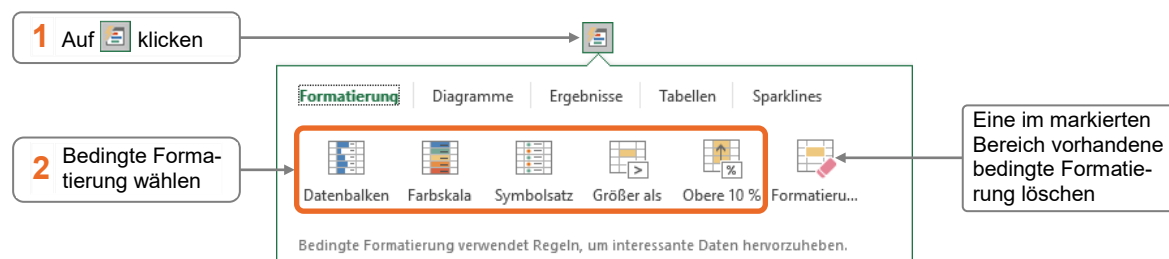 1 Auf klicken
Formatierung Diagramme Ergebnisse Tabellen Sparklines
2 Bedingte Forma-
tierung wählen
Datenbalken Farbskala Symbolsatz Größer als Obere 10 % Formatieru...
Eine im markierten
Bereich vorhandene
bedingte Formatie-
rung löschen
Bedingte Formatierung verwendet Regeln, um interessante Daten hervorzuheben.